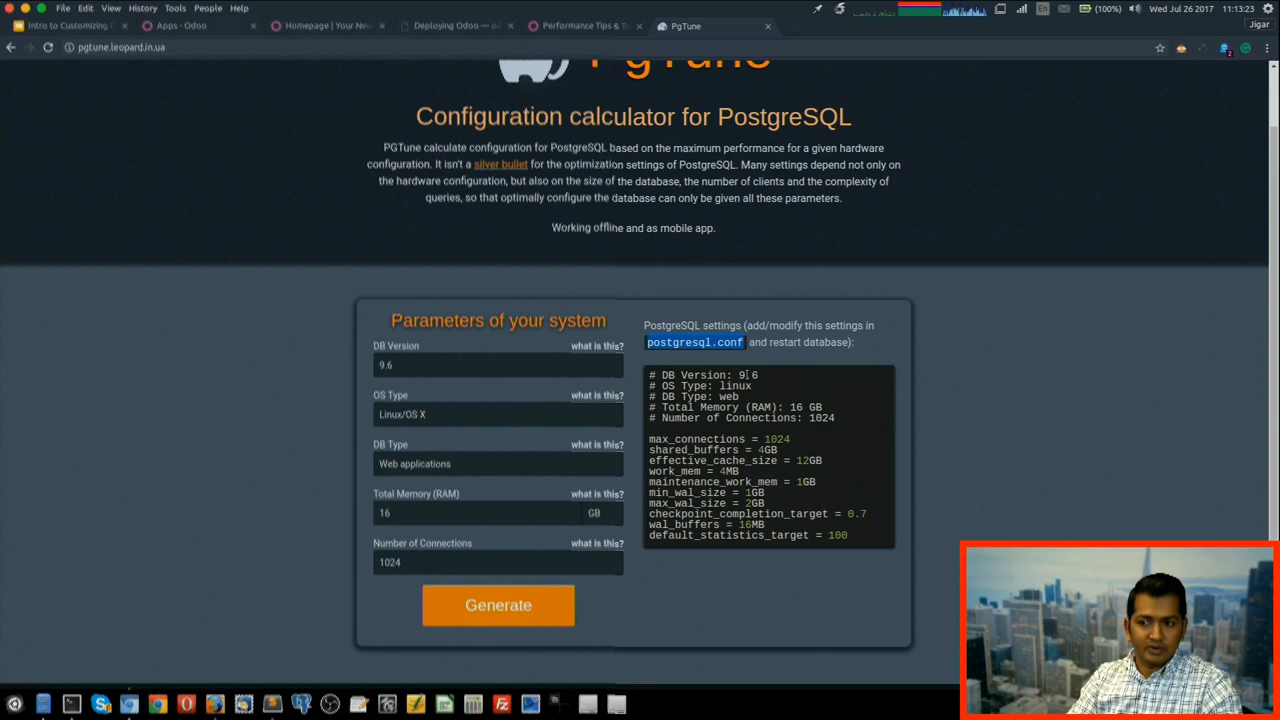 File Edit View History Tools People Help
En (100%) Wed Jul 26 2017 11:13:23
Intro to Customizing
Apps - Odoo
Homepage | Your Nev
Deploying Odoo — o
Performance Tips & T
PgTune
Jigar
pgtune.leopard.in.ua
2
PgTune
Configuration calculator for PostgreSQL
PGTune calculate configuration for PostgreSQL based on the maximum performance for a given hardware
configuration. It isn't a silver bullet for the optimization settings of PostgreSQL. Many settings depend not only on
the hardware configuration, but also on the size of the database, the number of clients and the complexity of
queries, so that optimally configure the database can only be given all these parameters.
Working offline and as mobile app.
Parameters of your system
DB Version what is this?
9.6
OS Type what is this?
Linux/OS X
DB Type what is this?
Web applications
Total Memory (RAM) what is this?
16 GB
Number of Connections what is this?
1024
Generate
PostgreSQL settings (add/modify this settings in
postgresql.conf and restart database):
# DB Version: 9.6
# OS Type: linux
# DB Type: web
# Total Memory (RAM): 16 GB
# Number of Connections: 1024
max_connections = 1024
shared_buffers = 4GB
effective_cache_size = 12GB
work_mem = 4MB
maintenance_work_mem = 1GB
min_wal_size = 1GB
max_wal_size = 2GB
checkpoint_completion_target = 0.7
wal_buffers = 16MB
default_statistics_target = 100